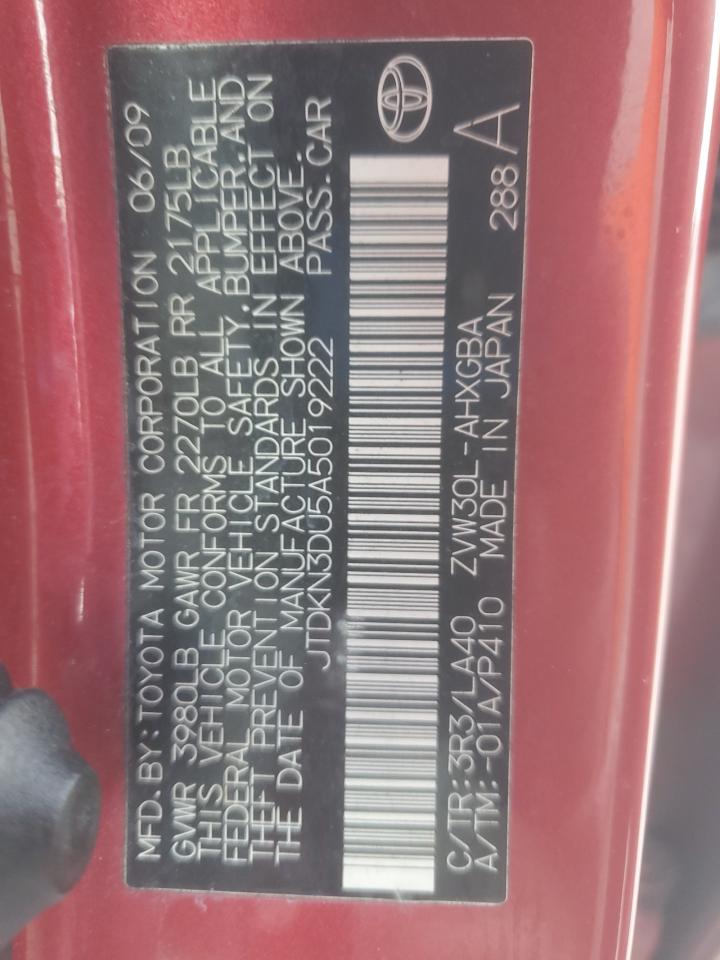 MFD.BY:TOYOTA MOTOR CORPORATION 06/09
GVWR 3980LB GAWR FR 2270LB RR 2175LB
THIS VEHICLE CONFORMS TO ALL APPLICABLE
FEDERAL MOTOR VEHICLE SAFETY,BUMPER,AND
THEFT PREVENTION STANDARDS IN EFFECT ON
THE DATE OF MANUFACTURE SHOWN ABOVE.
JTDKN3DU5A5019222 PASS.CAR
C/TR:3R3/LA40 ZVW30L-AHXGBA
A/TM:-01A/P410 MADE IN JAPAN 288 A